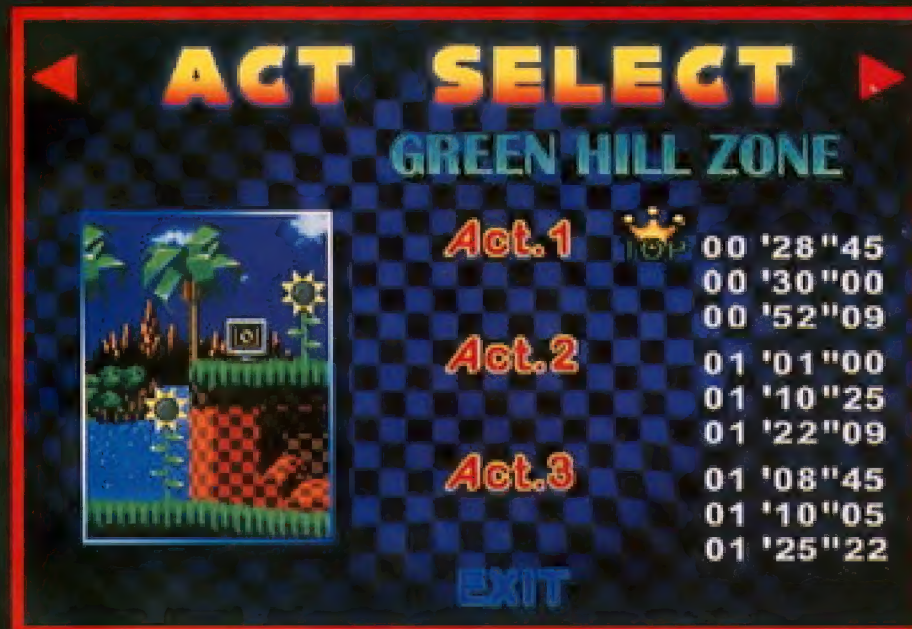 ACT SELECT
GREEN HILL ZONE
Act.1 TOP 00 '28"45
00 '30"00
00 '52"09
Act.2 01 '01"00
01 '10"25
01 '22"09
Act.3 01 '08"45
01 '10"05
01 '25"22
EXIT